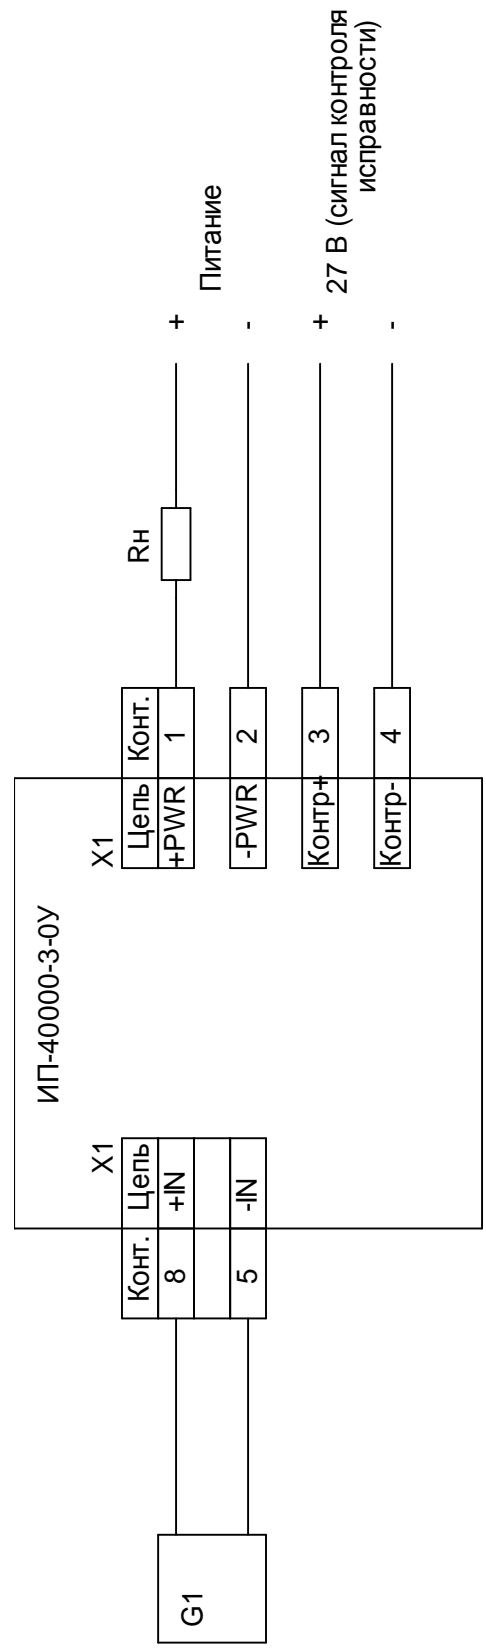 ИП-40000-3-0У
X1
Конт. Цепь
8 +IN
5 -IN
G1
X1
Цепь Конт.
+PWR 1
-PWR 2
Контр+ 3
Контр- 4
Rн
+
Питание
-
+
27 В (сигнал контроля
исправности)
-